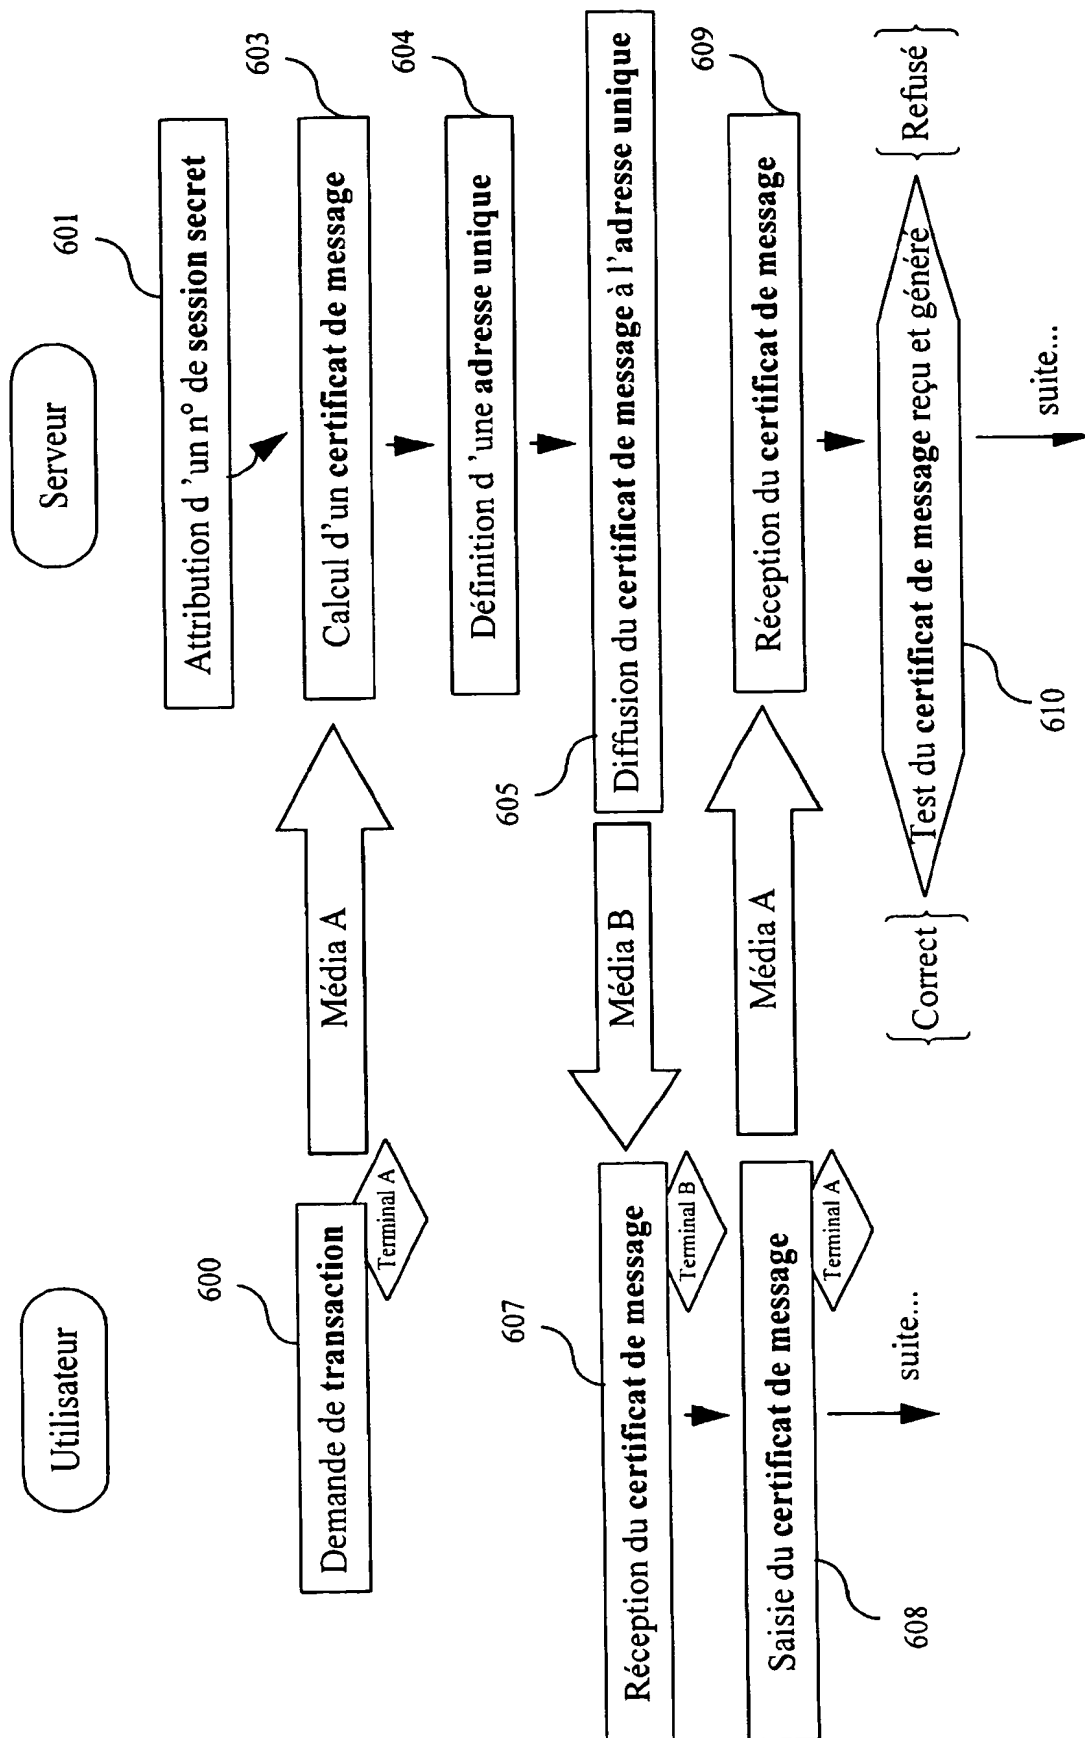 Utilisateur
Serveur
601
Attribution d 'un n° de session secret
600
Demande de transaction
Terminal A
Média A
603
Calcul d'un certificat de message
604
Définition d 'une adresse unique
605
Diffusion du certificat de message à l'adresse unique
Média B
607
Réception du certificat de message
Terminal B
608
Saisie du certificat de message
Terminal A
Média A
609
Réception du certificat de message
suite...
610
{Correct}
Test du certificat de message reçu et généré
{Refusé}
suite...